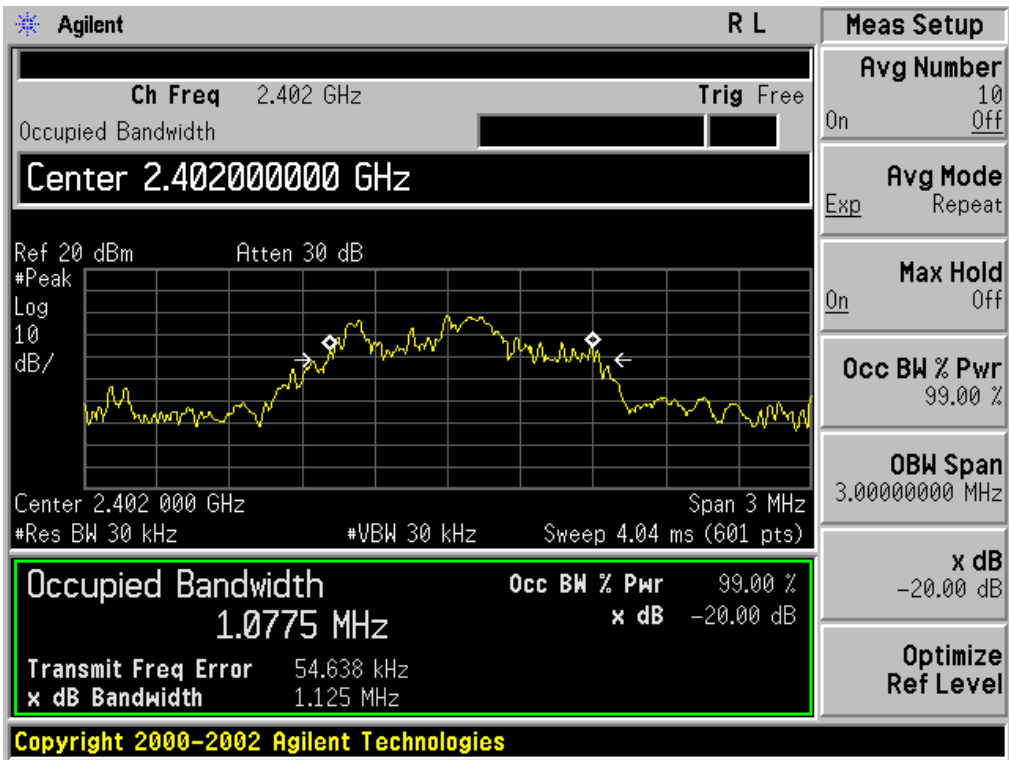 Agilent R L Meas Setup
Ch Freq 2.402 GHz Trig Free
Occupied Bandwidth
Center 2.402000000 GHz
Ref 20 dBm Atten 30 dB
#Peak
Log
10
dB/
Center 2.402 000 GHz Span 3 MHz
#Res BW 30 kHz #VBW 30 kHz Sweep 4.04 ms (601 pts)
Occupied Bandwidth Occ BW % Pwr 99.00 %
1.0775 MHz x dB -20.00 dB
Transmit Freq Error 54.638 kHz
x dB Bandwidth 1.125 MHz
Copyright 2000-2002 Agilent Technologies
Avg Number
10
On Off
Avg Mode
Exp Repeat
Max Hold
On Off
Occ BW % Pwr
99.00 %
OBW Span
3.00000000 MHz
x dB
-20.00 dB
Optimize
Ref Level